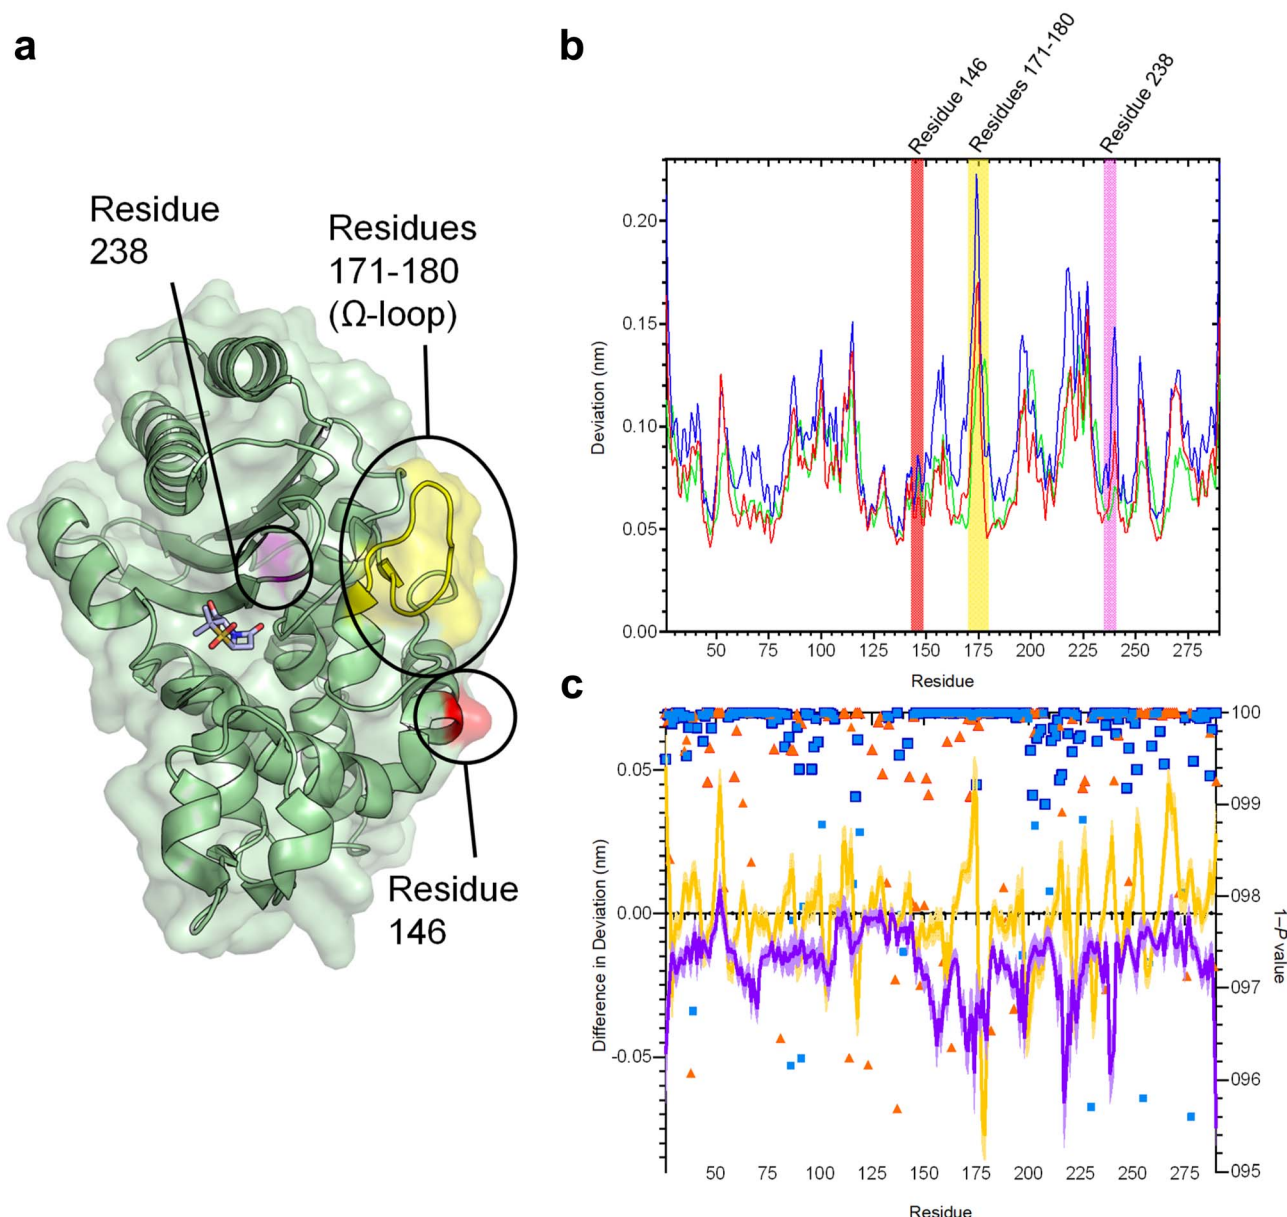 a
Residue
238
Residues
171-180
(Ω-loop)
Residue
146
b
Residue 146
Residues 171-180
Residue 238
Deviation (nm)
0.20
0.15
0.10
0.05
0.00
50 75 100 125 150 175 200 225 250 275
Residue
c
Difference in Deviation (nm)
0.05
0.00
-0.05
100
099
098
097
096
095
1–P value
50 75 100 125 150 175 200 225 250 275
Residue